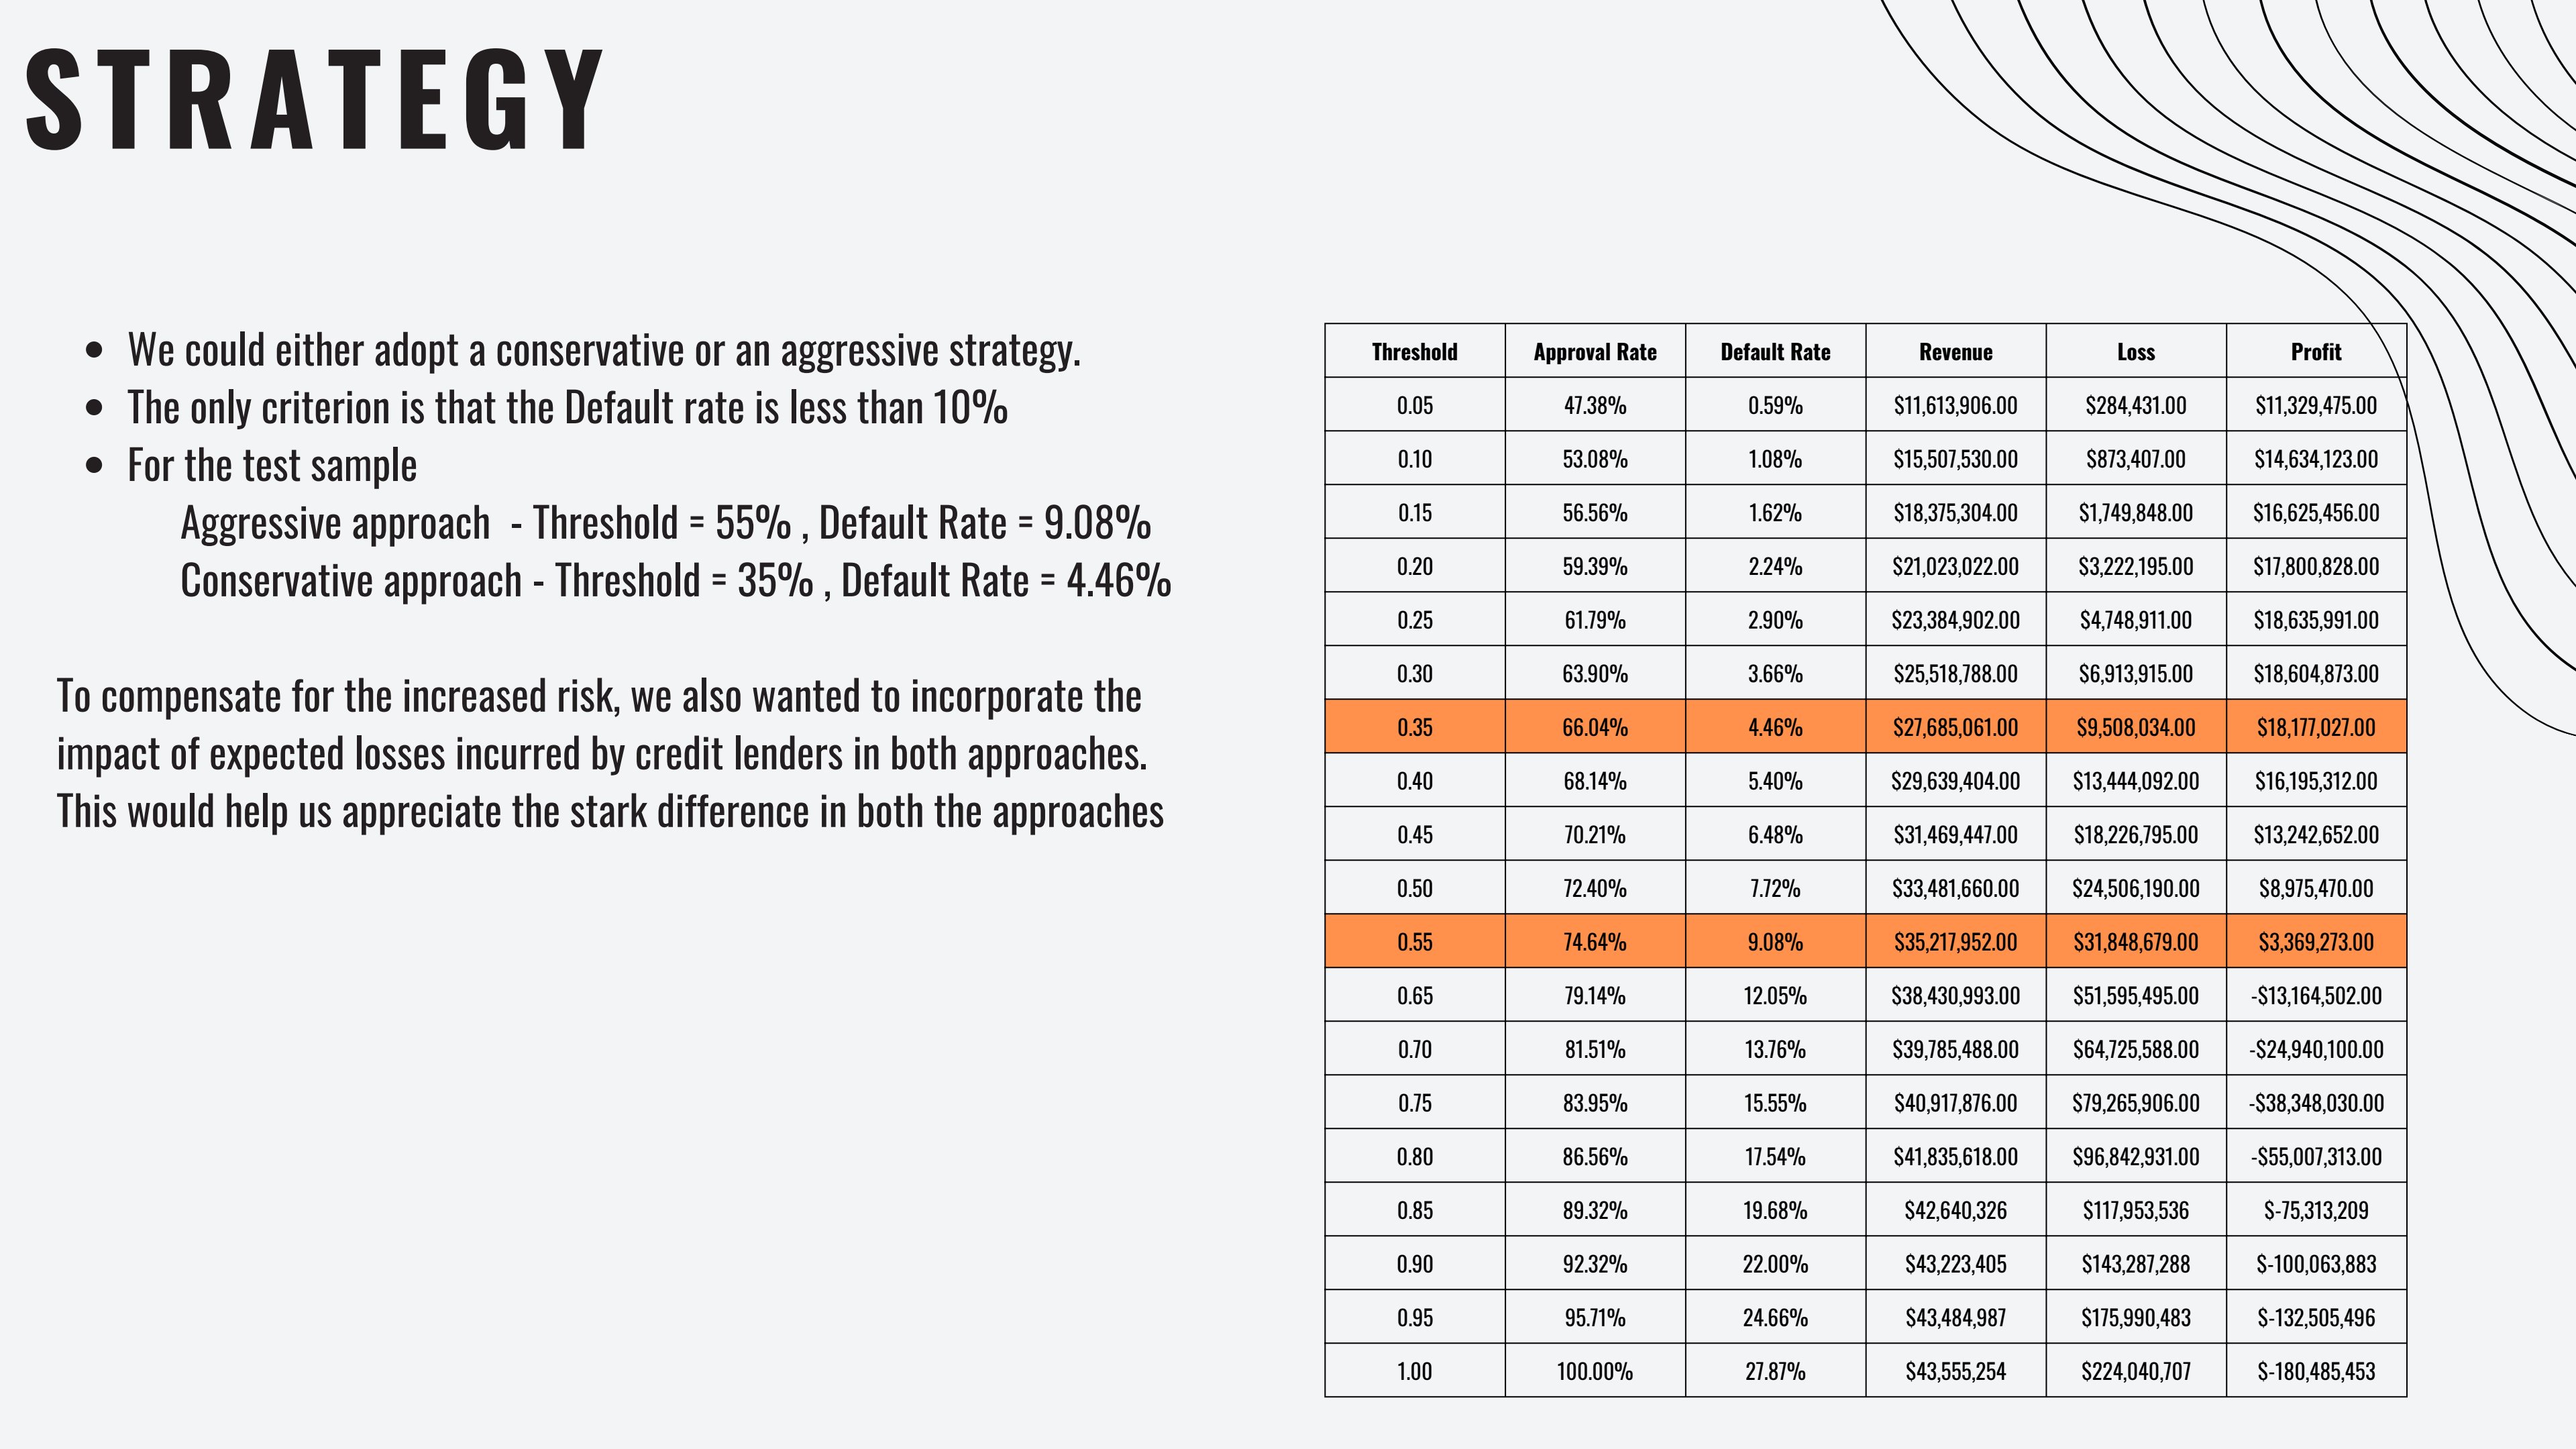 STRATEGY
• We could either adopt a conservative or an aggressive strategy.
• The only criterion is that the Default rate is less than 10%
• For the test sample
Aggressive approach  - Threshold = 55% , Default Rate = 9.08%
Conservative approach - Threshold = 35% , Default Rate = 4.46%
To compensate for the increased risk, we also wanted to incorporate the
impact of expected losses incurred by credit lenders in both approaches.
This would help us appreciate the stark difference in both the approaches
Threshold Approval Rate Default Rate Revenue Loss Profit
0.05 47.38% 0.59% $11,613,906.00 $284,431.00 $11,329,475.00
0.10 53.08% 1.08% $15,507,530.00 $873,407.00 $14,634,123.00
0.15 56.56% 1.62% $18,375,304.00 $1,749,848.00 $16,625,456.00
0.20 59.39% 2.24% $21,023,022.00 $3,222,195.00 $17,800,828.00
0.25 61.79% 2.90% $23,384,902.00 $4,748,911.00 $18,635,991.00
0.30 63.90% 3.66% $25,518,788.00 $6,913,915.00 $18,604,873.00
0.35 66.04% 4.46% $27,685,061.00 $9,508,034.00 $18,177,027.00
0.40 68.14% 5.40% $29,639,404.00 $13,444,092.00 $16,195,312.00
0.45 70.21% 6.48% $31,469,447.00 $18,226,795.00 $13,242,652.00
0.50 72.40% 7.72% $33,481,660.00 $24,506,190.00 $8,975,470.00
0.55 74.64% 9.08% $35,217,952.00 $31,848,679.00 $3,369,273.00
0.65 79.14% 12.05% $38,430,993.00 $51,595,495.00 -$13,164,502.00
0.70 81.51% 13.76% $39,785,488.00 $64,725,588.00 -$24,940,100.00
0.75 83.95% 15.55% $40,917,876.00 $79,265,906.00 -$38,348,030.00
0.80 86.56% 17.54% $41,835,618.00 $96,842,931.00 -$55,007,313.00
0.85 89.32% 19.68% $42,640,326 $117,953,536 $-75,313,209
0.90 92.32% 22.00% $43,223,405 $143,287,288 $-100,063,883
0.95 95.71% 24.66% $43,484,987 $175,990,483 $-132,505,496
1.00 100.00% 27.87% $43,555,254 $224,040,707 $-180,485,453